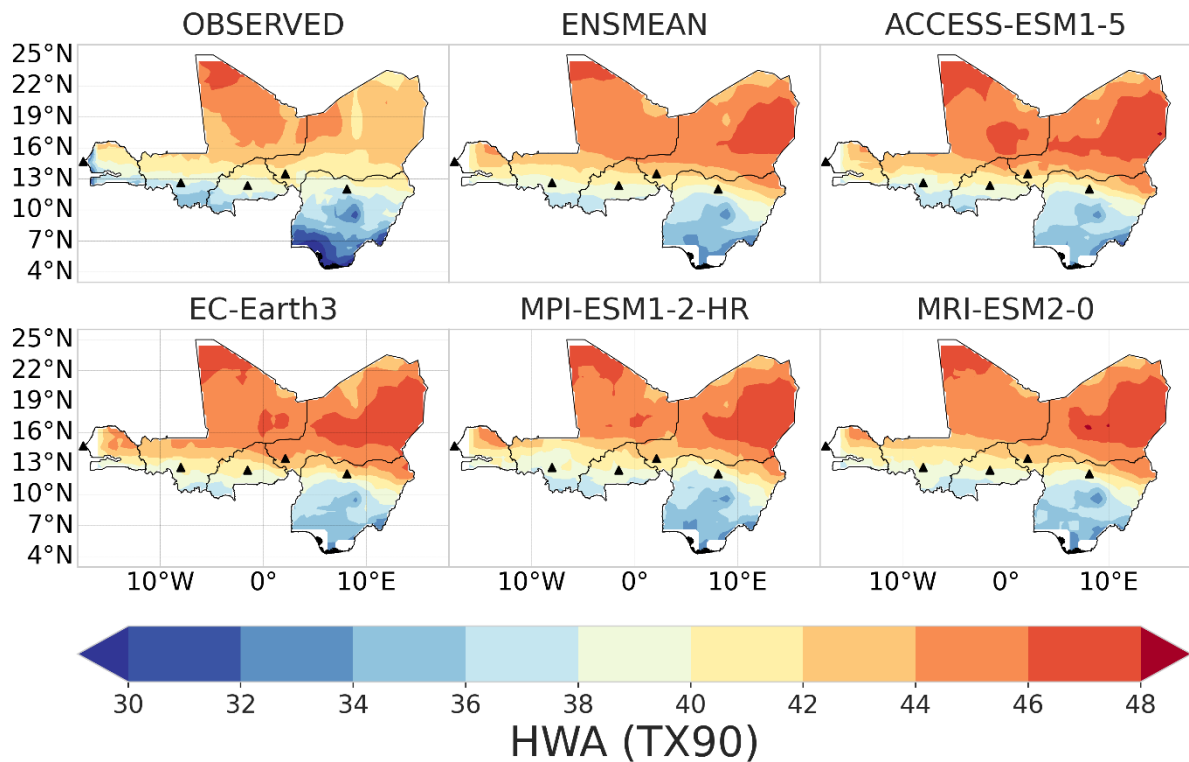 OBSERVED ENSMEAN ACCESS-ESM1-5
25°N
22°N
19°N
16°N
13°N
10°N
7°N
4°N
EC-Earth3 MPI-ESM1-2-HR MRI-ESM2-0
25°N
22°N
19°N
16°N
13°N
10°N
7°N
4°N
10°W 0° 10°E 10°W 0° 10°E 10°W 0° 10°E
30 32 34 36 38 40 42 44 46 48
HWA (TX90)